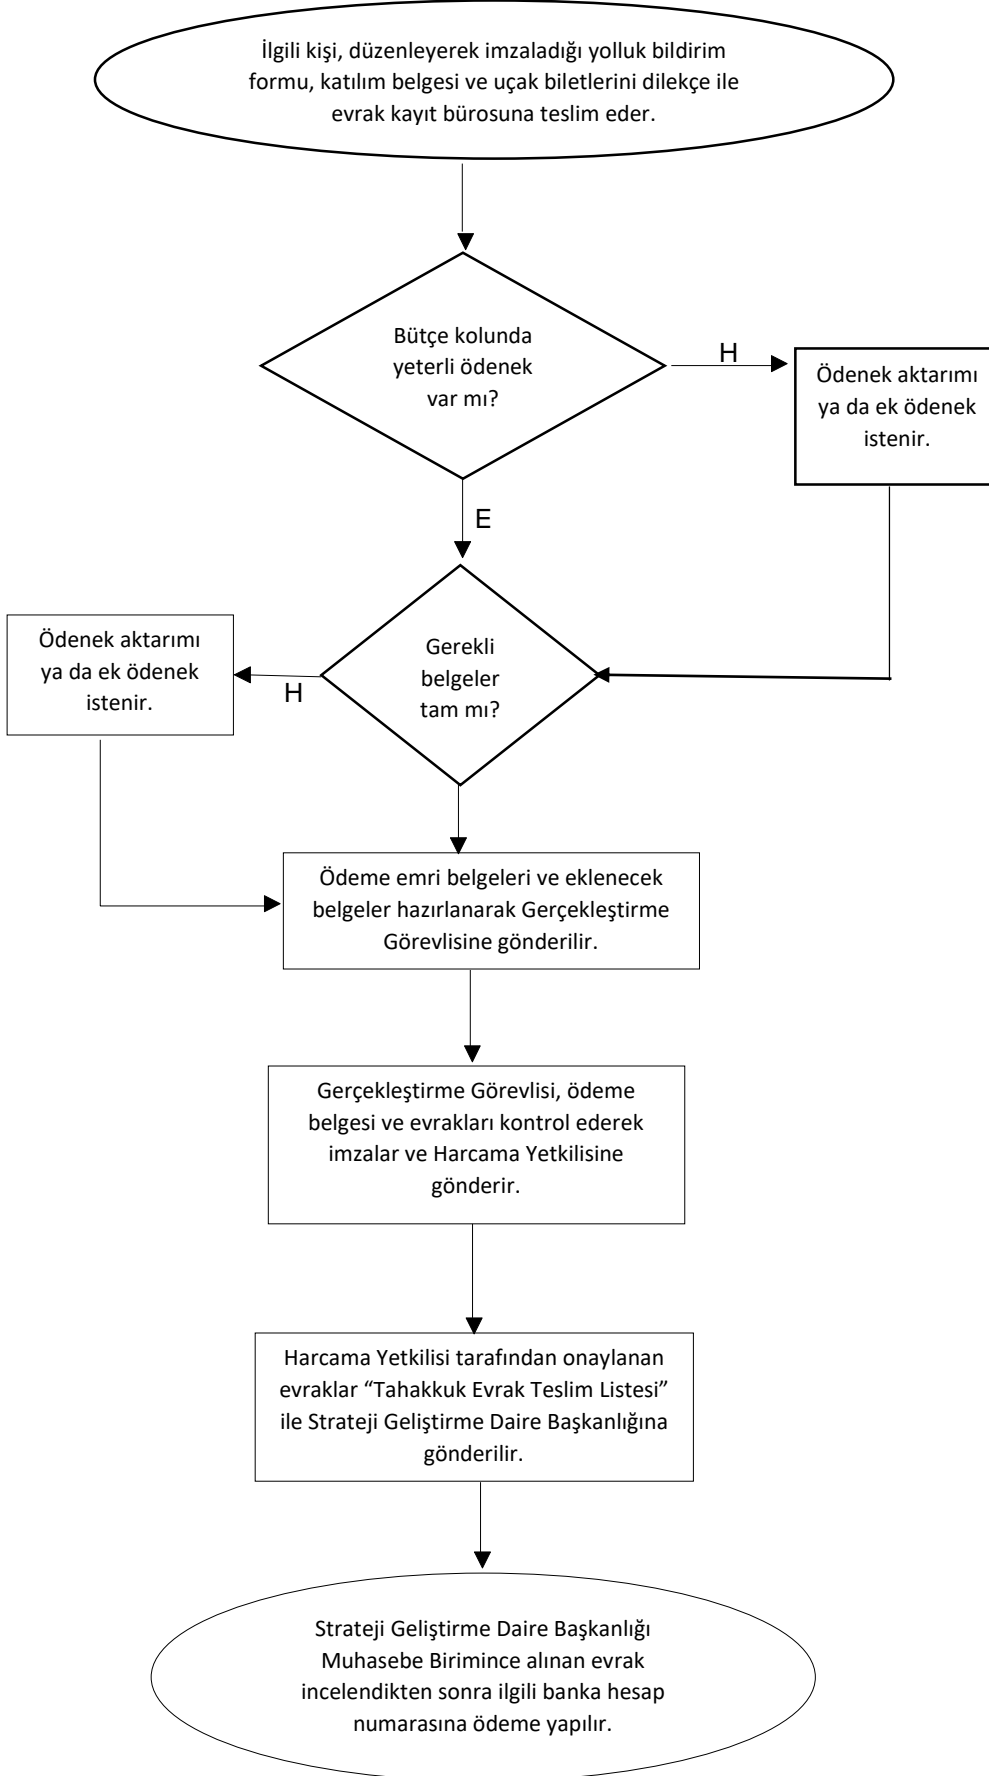 İlgili kişi, düzenleyerek imzaladığı yolluk bildirim
formu, katılım belgesi ve uçak biletlerini dilekçe ile
evrak kayıt bürosuna teslim eder.
Bütçe kolunda
yeterli ödenek
var mı?
H
Ödenek aktarımı
ya da ek ödenek
istenir.
E
Gerekli
belgeler
tam mı?
H
Ödenek aktarımı
ya da ek ödenek
istenir.
Ödeme emri belgeleri ve eklenecek
belgeler hazırlanarak Gerçekleştirme
Görevlisine gönderilir.
Gerçekleştirme Görevlisi, ödeme
belgesi ve evrakları kontrol ederek
imzalar ve Harcama Yetkilisine
gönderir.
Harcama Yetkilisi tarafından onaylanan
evraklar “Tahakkuk Evrak Teslim Listesi”
ile Strateji Geliştirme Daire Başkanlığına
gönderilir.
Strateji Geliştirme Daire Başkanlığı
Muhasebe Birimince alınan evrak
incelendikten sonra ilgili banka hesap
numarasına ödeme yapılır.